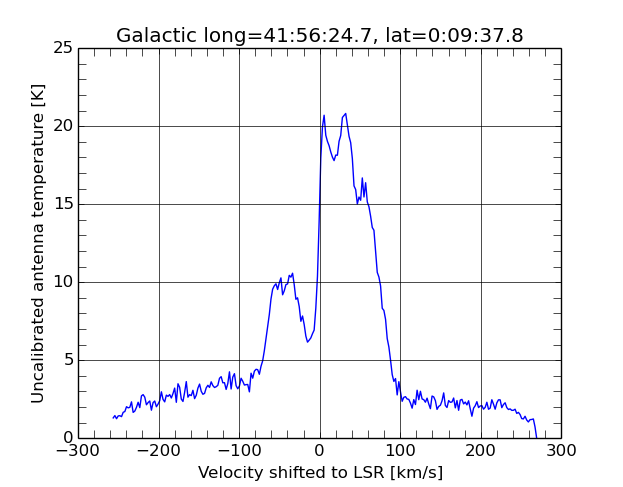 Galactic long=41:56:24.7, lat=0:09:37.8
Uncalibrated antenna temperature [K]
25
20
15
10
5
0
−300 −200 −100 0 100 200 300
Velocity shifted to LSR [km/s]